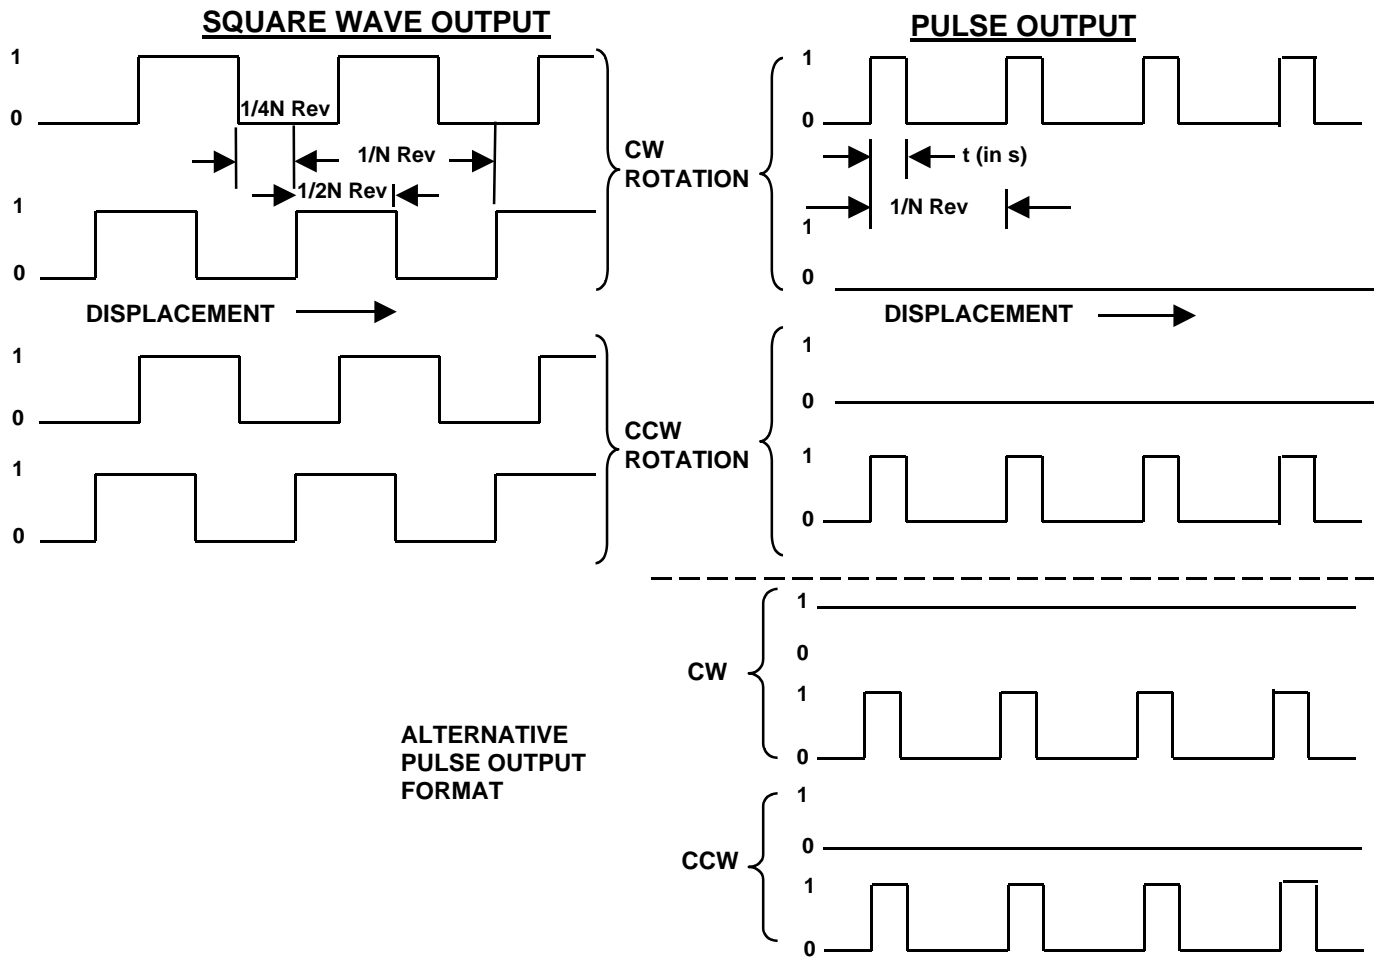 SQUARE WAVE OUTPUT
1
0
1/4N Rev
1/N Rev
1/2N Rev
1
0
DISPLACEMENT
CW
ROTATION
1
0
1
0
CCW
ROTATION
PULSE OUTPUT
1
0
t (in s)
1/N Rev
1
0
DISPLACEMENT
1
0
1
0
ALTERNATIVE
PULSE OUTPUT
FORMAT
CW
1
0
1
0
CCW
1
0
1
0